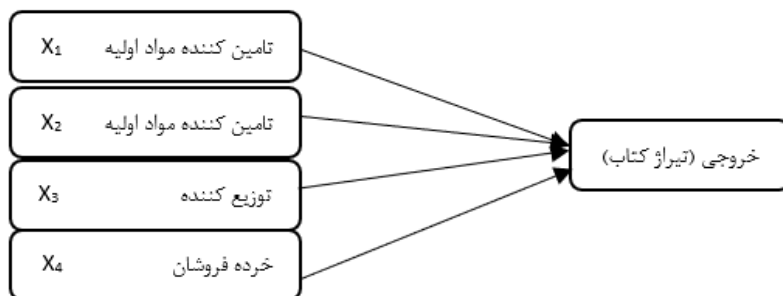 تامین کننده مواد اولیه X₁
تامین کننده مواد اولیه X₂
توزیع کننده X₃
خرده فروشان X₄
خروجی (تیراژ کتاب)